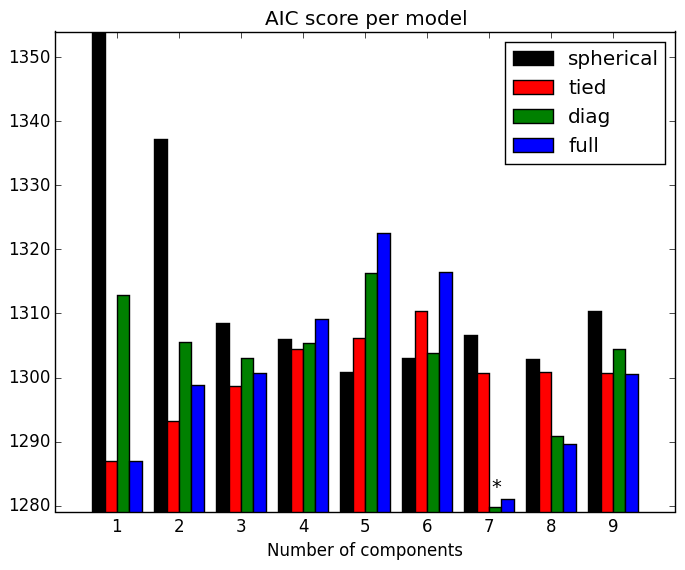 AIC score per model
1350
1340
1330
1320
1310
1300
1290
1280
spherical
tied
diag
full
*
1 2 3 4 5 6 7 8 9
Number of components